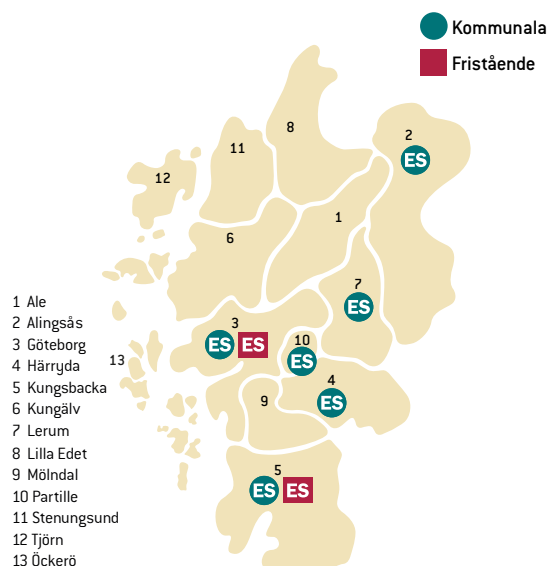 Kommunala
Fristående
8
2
11
ES
12
1
6
7
ES
3
10
ES ES
ES
13
4
9
ES
5
ES ES
1 Ale
2 Alingsås
3 Göteborg
4 Härryda
5 Kungsbacka
6 Kungälv
7 Lerum
8 Lilla Edet
9 Mölndal
10 Partille
11 Stenungsund
12 Tjörn
13 Öckerö